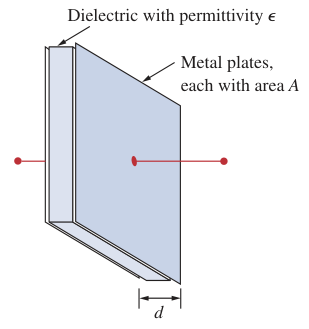 Dielectric with permittivity ϵ
Metal plates,
each with area A
d